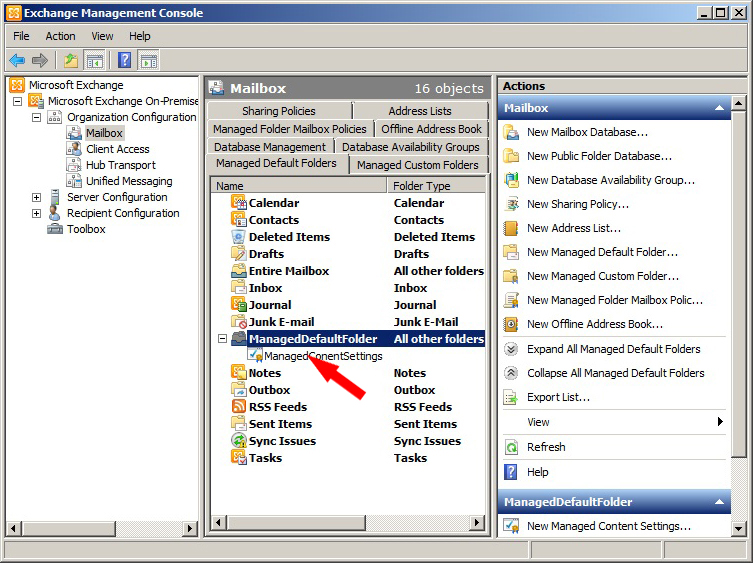 Exchange Management Console
File Action View Help
Microsoft Exchange
Microsoft Exchange On-Premise
Organization Configuration
Mailbox
Client Access
Hub Transport
Unified Messaging
Server Configuration
Recipient Configuration
Toolbox
Mailbox 16 objects
Sharing Policies Address Lists
Managed Folder Mailbox Policies Offline Address Book
Database Management Database Availability Groups
Managed Default Folders Managed Custom Folders
Name Folder Type
Calendar Calendar
Contacts Contacts
Deleted Items Deleted Items
Drafts Drafts
Entire Mailbox All other folders
Inbox Inbox
Journal Journal
Junk E-mail Junk E-Mail
ManagedDefaultFolder All other folders
ManagedConentSettings
Notes Notes
Outbox Outbox
RSS Feeds RSS Feeds
Sent Items Sent Items
Sync Issues Sync Issues
Tasks Tasks
Actions
Mailbox
New Mailbox Database...
New Public Folder Database...
New Database Availability Group...
New Sharing Policy...
New Address List...
New Managed Default Folder...
New Managed Custom Folder...
New Managed Folder Mailbox Polic...
New Offline Address Book...
Expand All Managed Default Folders
Collapse All Managed Default Folders
Export List...
View
Refresh
Help
ManagedDefaultFolder
New Managed Content Settings...